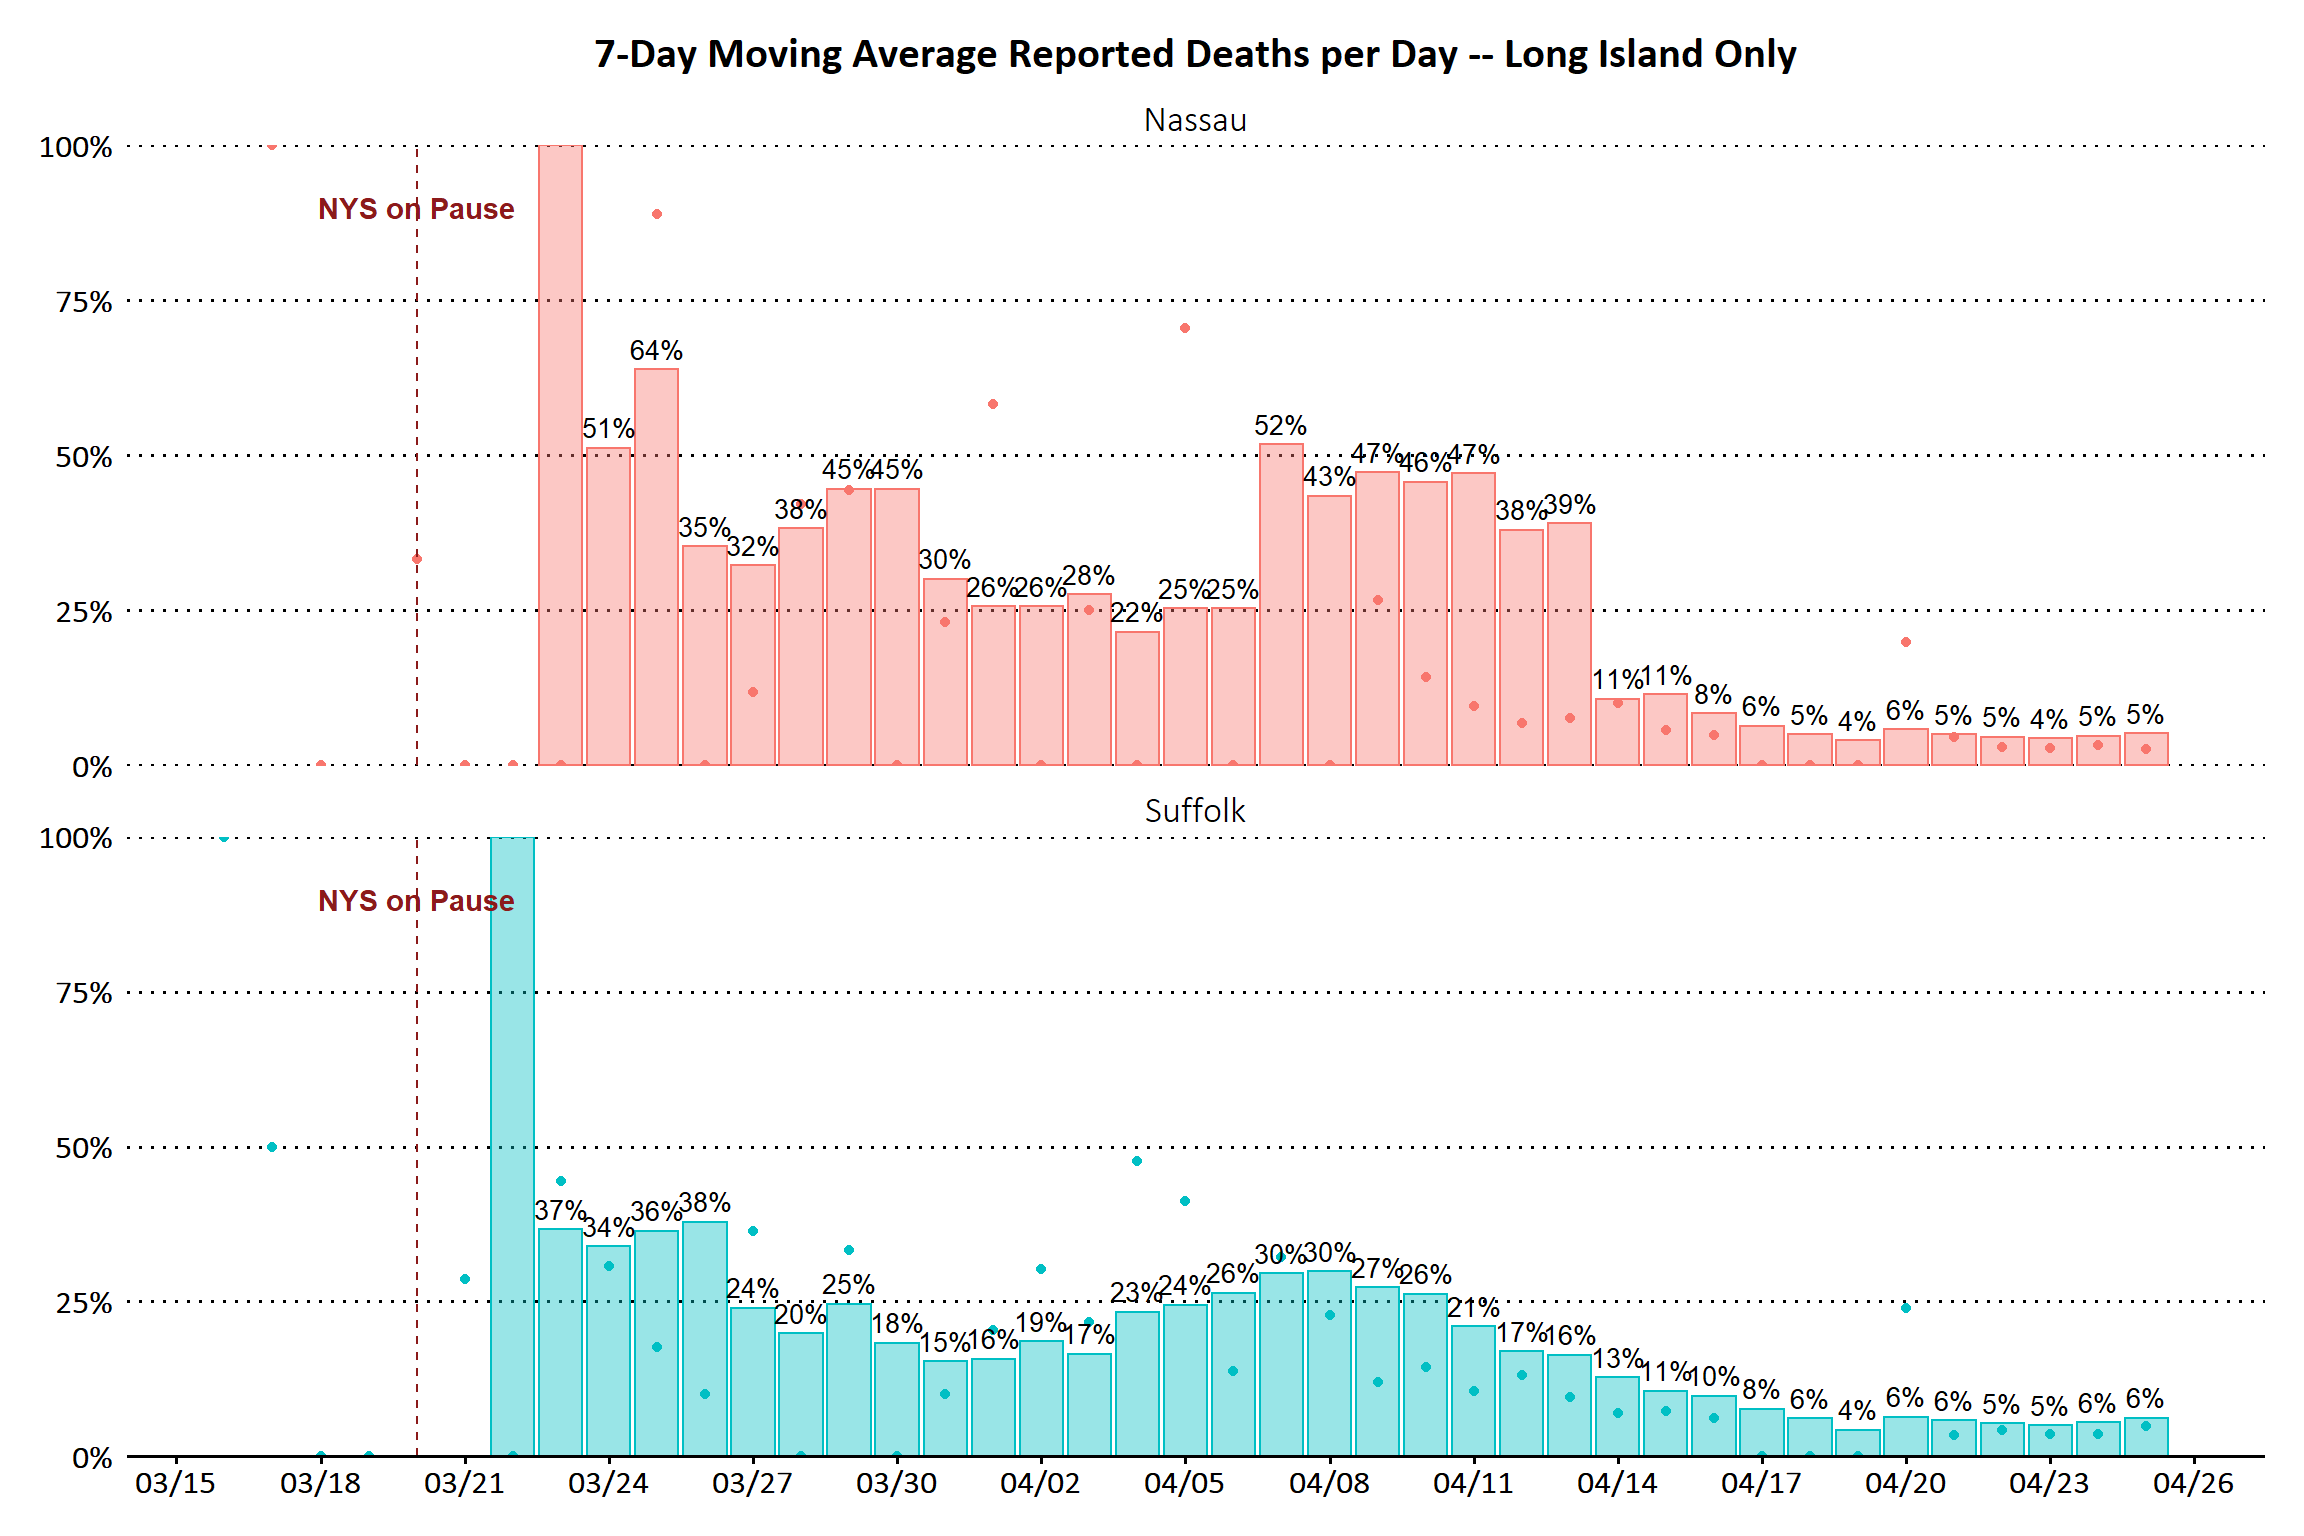 7-Day Moving Average Reported Deaths per Day -- Long Island Only
Nassau
100%
NYS on Pause
75%
64%
51%
52%
50%
45% 45%
47% 46% 47%
43%
38%
38% 39%
35% 32%
30%
26% 26% 28%
25%
22% 25% 25%
11% 11% 8% 6% 5% 4% 6% 5% 5% 4% 5% 5%
0%
Suffolk
100%
NYS on Pause
75%
50%
37% 34% 36% 38%
30% 30% 27% 26%
25%
24% 20% 25% 18% 15% 16% 19% 17% 23% 24% 26%
21% 17% 16% 13% 11% 10% 8% 6% 4% 6% 6% 5% 5% 6% 6%
0%
03/15 03/18 03/21 03/24 03/27 03/30 04/02 04/05 04/08 04/11 04/14 04/17 04/20 04/23 04/26